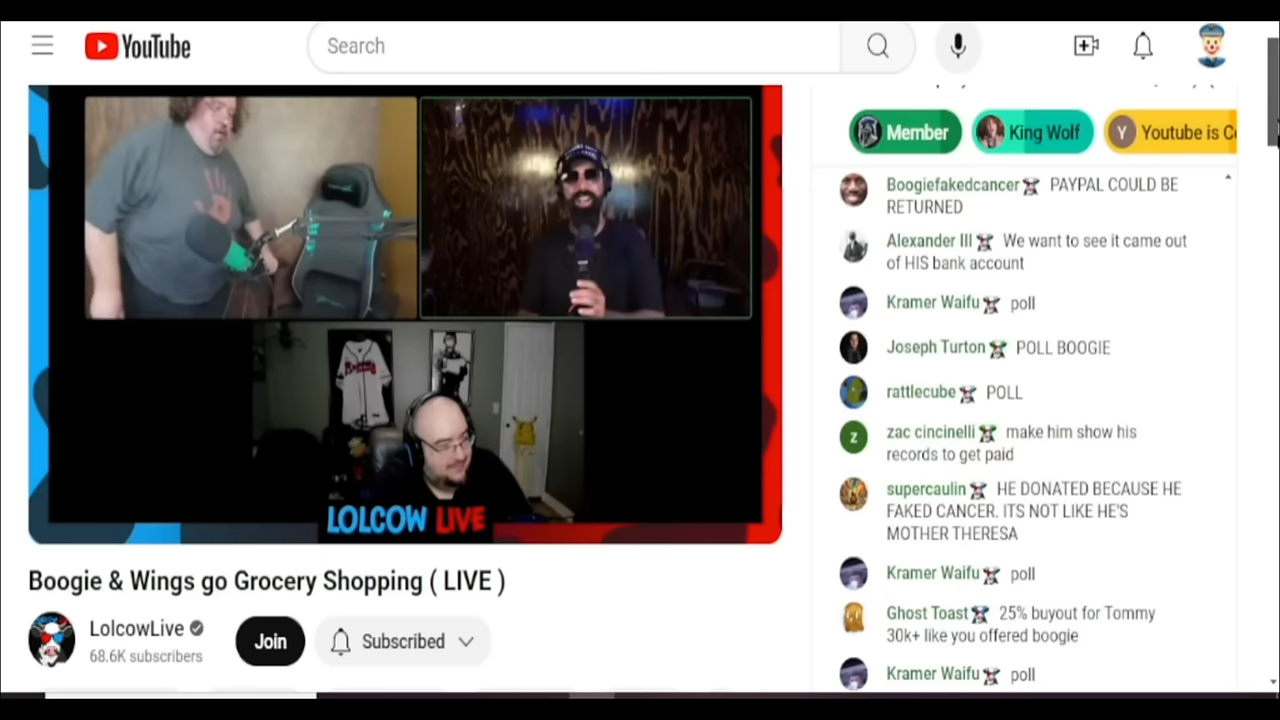 YouTube
Search
Member
King Wolf
Y
Youtube is
Boogiefakedcancer PAYPAL COULD BE
RETURNED
Alexander III We want to see it came out
of HIS bank account
Kramer Waifu poll
Joseph Turton POLL BOOGIE
rattlecube POLL
z
zac cincinelli make him show his
records to get paid
supercaulin HE DONATED BECAUSE HE
FAKED CANCER. ITS NOT LIKE HE'S
MOTHER THERESA
Kramer Waifu poll
Ghost Toast 25% buyout for Tommy
30k+ like you offered boogie
Kramer Waifu poll
LOLCOW LIVE
Boogie & Wings go Grocery Shopping ( LIVE )
LolcowLive
68.6K subscribers
Join
Subscribed